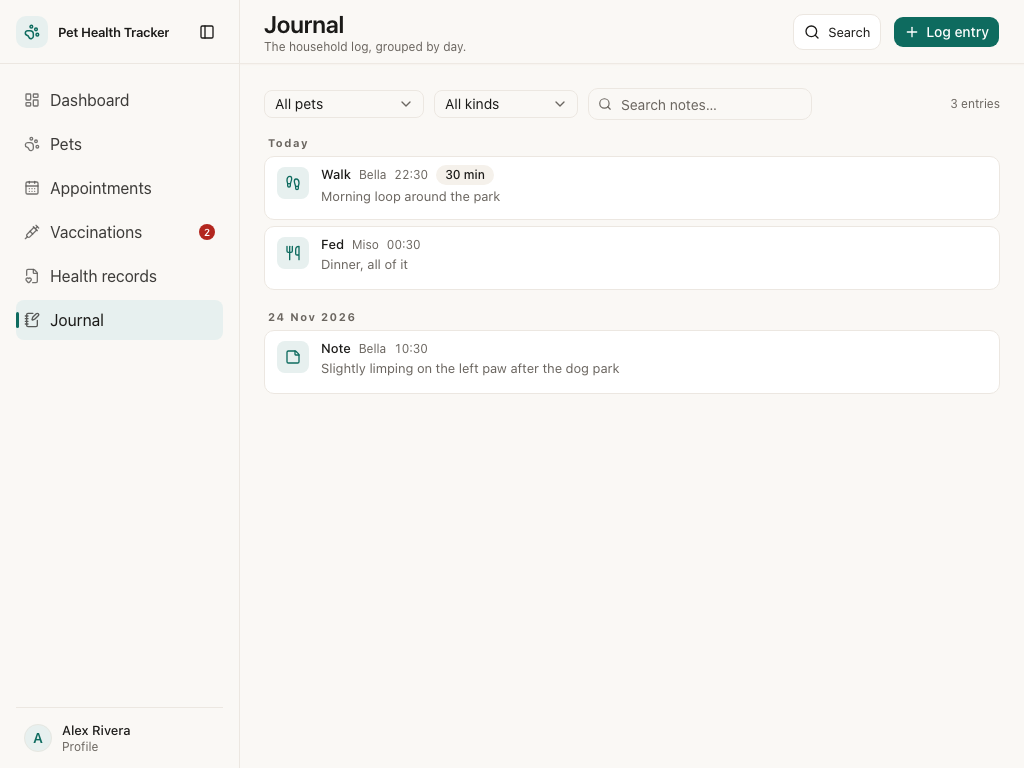 Pet Health Tracker
Dashboard
Pets
Appointments
Vaccinations 2
Health records
Journal
A
Alex Rivera
Profile
Journal
The household log, grouped by day.
Search
Log entry
All pets
All kinds
Search notes...
3 entries
Today
Walk Bella 22:30 30 min
Morning loop around the park
Fed Miso 00:30
Dinner, all of it
24 Nov 2026
Note Bella 10:30
Slightly limping on the left paw after the dog park